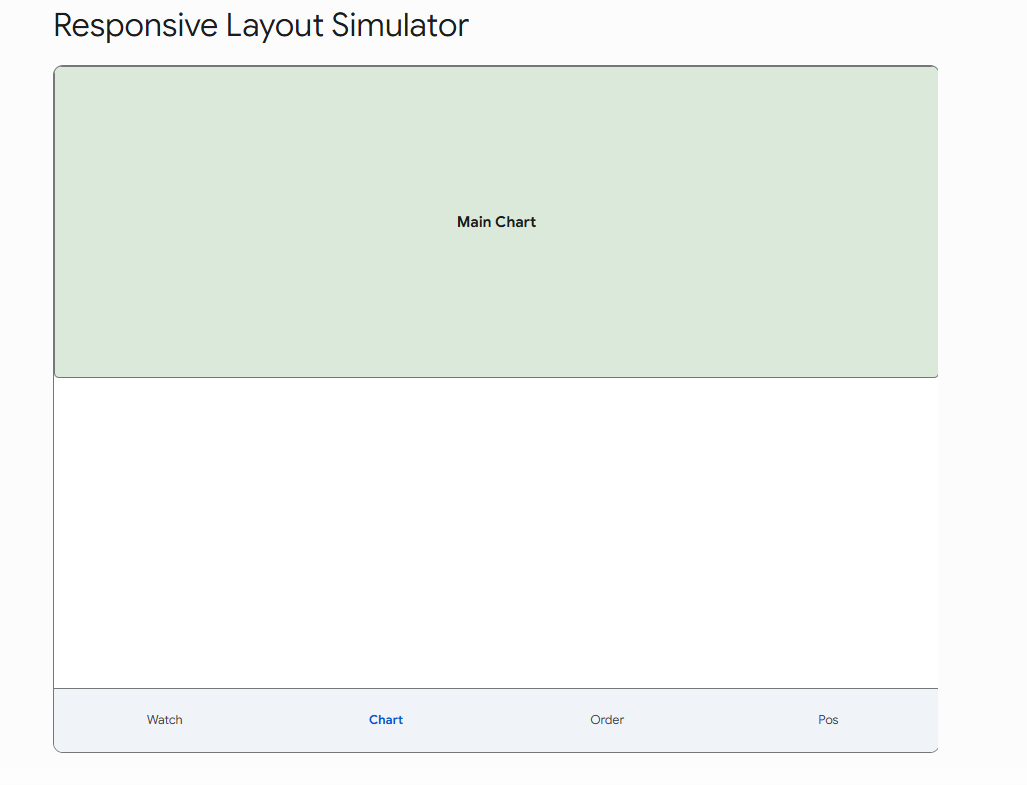 Responsive Layout Simulator
Main Chart
Watch Chart Order Pos